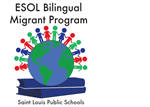 ESOL Bilingual
Migrant Program
Saint Louis Public Schools